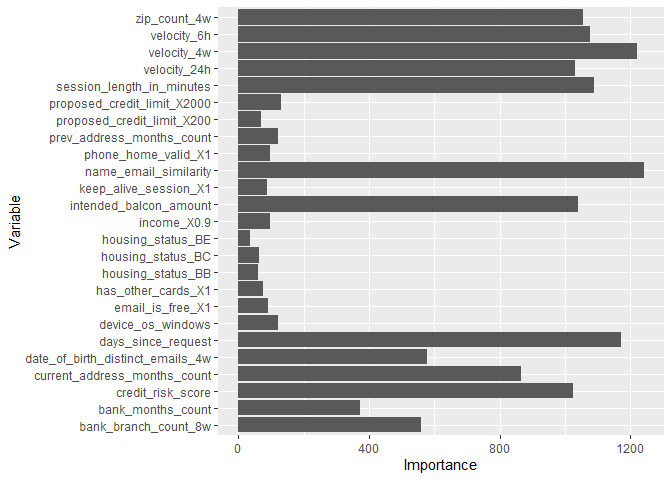 zip_count_4w
velocity_6h
velocity_4w
velocity_24h
session_length_in_minutes
proposed_credit_limit_X2000
proposed_credit_limit_X200
prev_address_months_count
phone_home_valid_X1
name_email_similarity
keep_alive_session_X1
intended_balcon_amount
income_X0.9
housing_status_BE
housing_status_BC
housing_status_BB
has_other_cards_X1
email_is_free_X1
device_os_windows
days_since_request
date_of_birth_distinct_emails_4w
current_address_months_count
credit_risk_score
bank_months_count
bank_branch_count_8w
Variable
0 400 800 1200
Importance